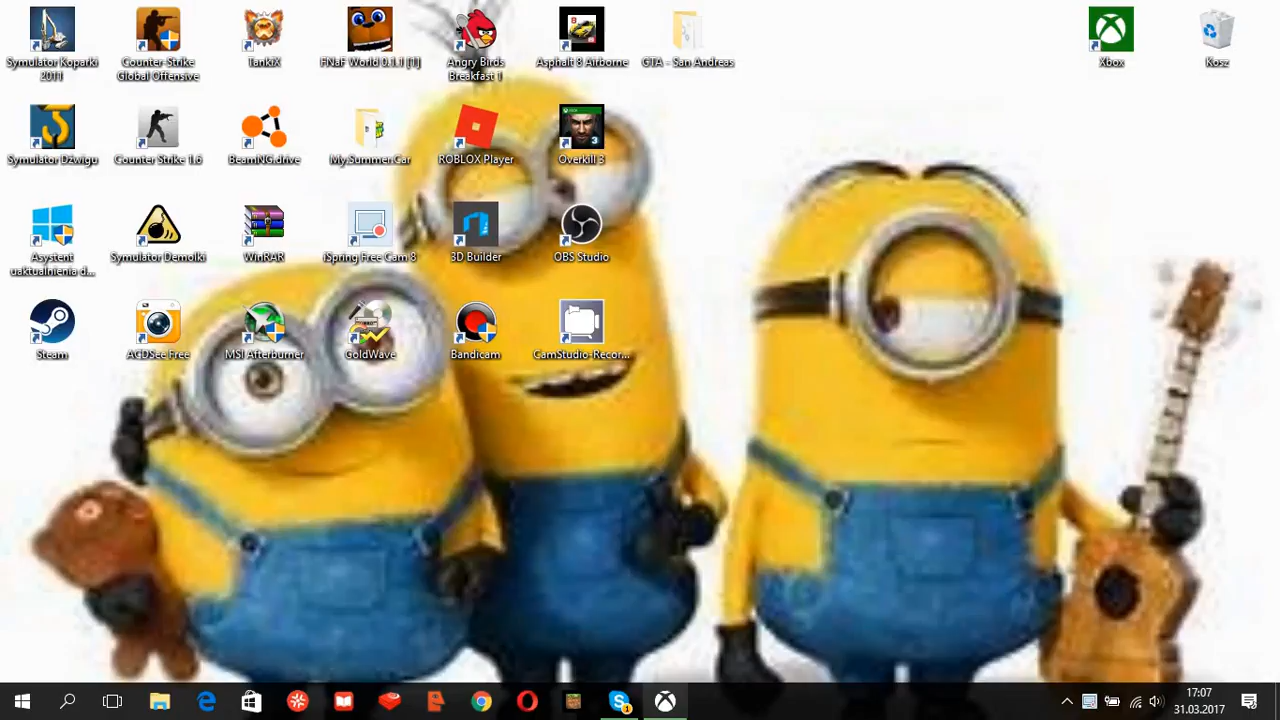 Symulator Koparki
2011
Counter-Strike
Global Offensive
TankiX
FNaF World 0.1.1 [1]
Angry Birds
Breakfast 1
Asphalt 8 Airborne
GTA - San Andreas
Xbox
Kosz
Symulator Dźwigu
Counter Strike 1.6
BeamNG.drive
My.Summer.Car
ROBLOX Player
Overkill 3
Asystent
uaktualnienia d...
Symulator Demolki
WinRAR
iSpring Free Cam 8
3D Builder
OBS Studio
Steam
ACDSee Free
MSI Afterburner
GoldWave
Bandicam
CamStudio-Recor...
17:07
31.03.2017